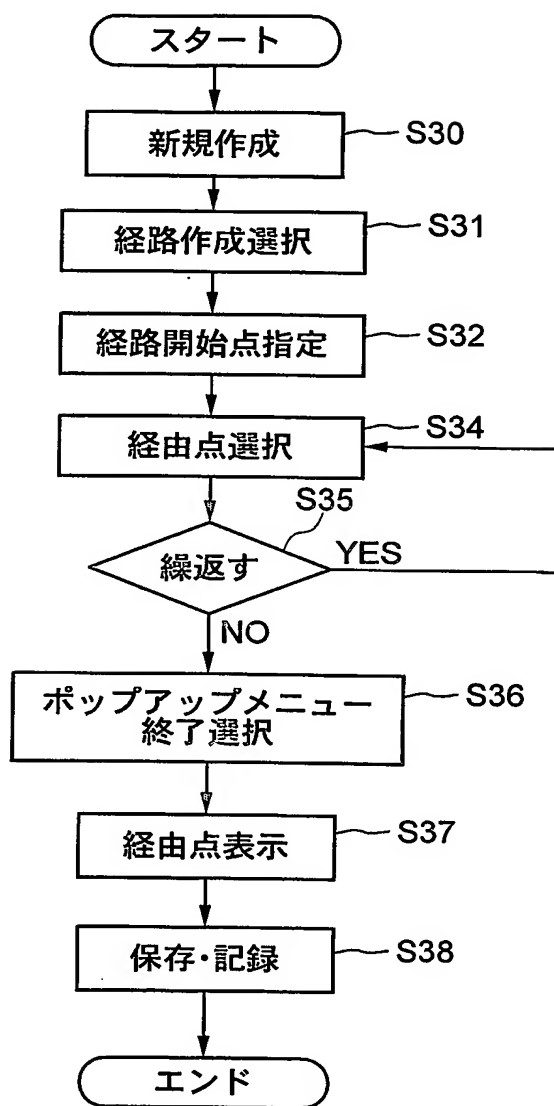 スタート
新規作成
S30
経路作成選択
S31
経路開始点指定
S32
経由点選択
S34
S35
繰返す
YES
NO
ポップアップメニュー
終了選択
S36
経由点表示
S37
保存・記録
S38
エンド